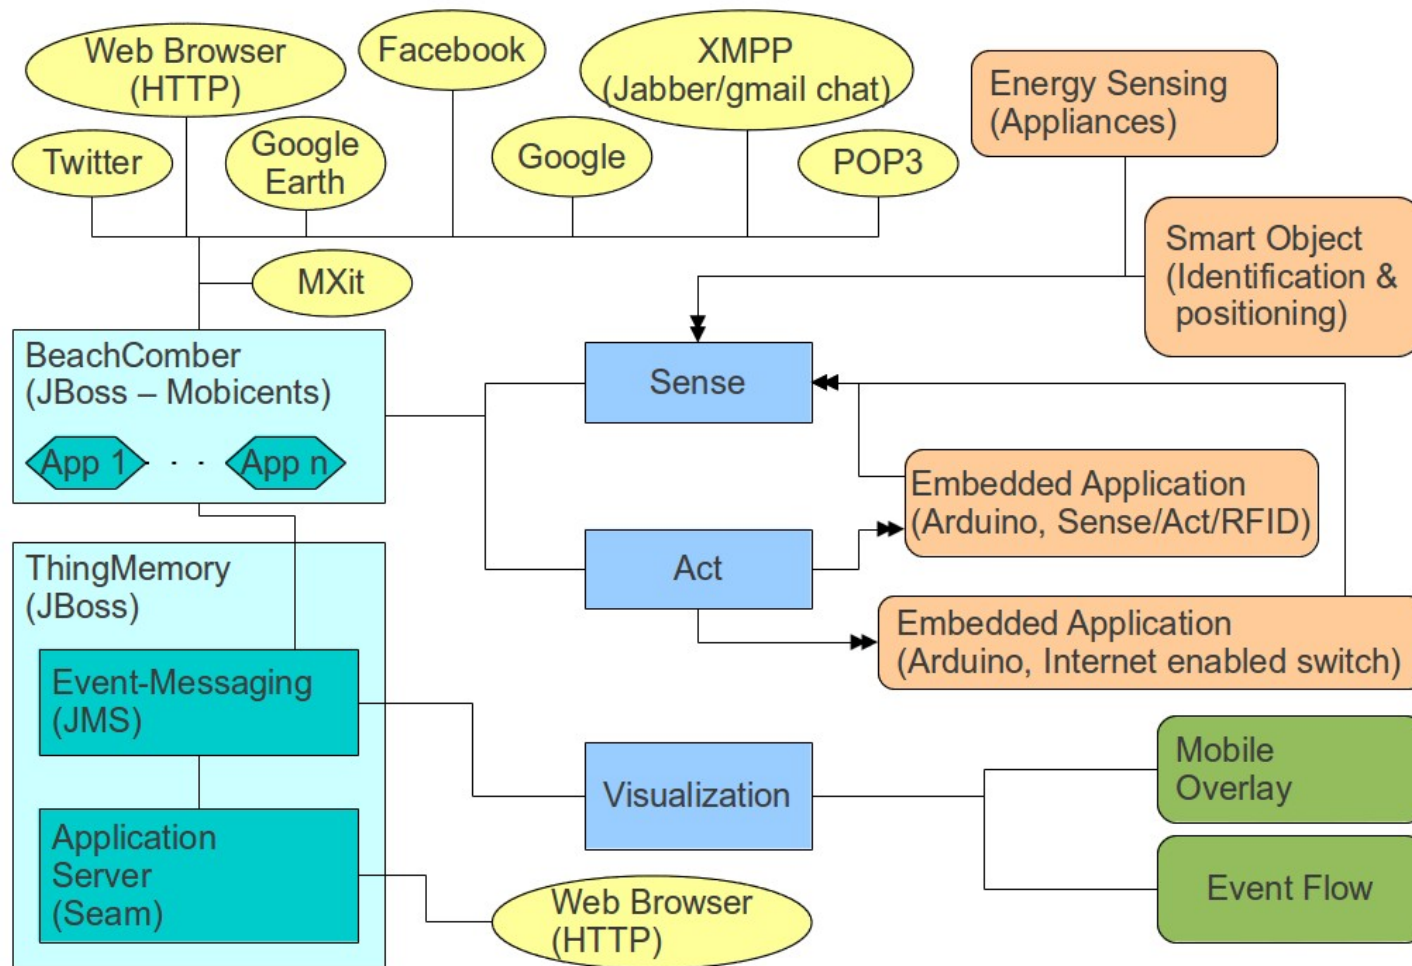 Web Browser
(HTTP)
Facebook
XMPP
(Jabber/gmail chat)
Energy Sensing
(Appliances)
Twitter
Google
Earth
Google
POP3
Smart Object
(Identification &
positioning)
MXit
BeachComber
(JBoss – Mobicents)
App 1 · · · App n
Sense
Embedded Application
(Arduino, Sense/Act/RFID)
Act
ThingMemory
(JBoss)
Embedded Application
(Arduino, Internet enabled switch)
Event-Messaging
(JMS)
Visualization
Mobile
Overlay
Application
Server
(Seam)
Web Browser
(HTTP)
Event Flow